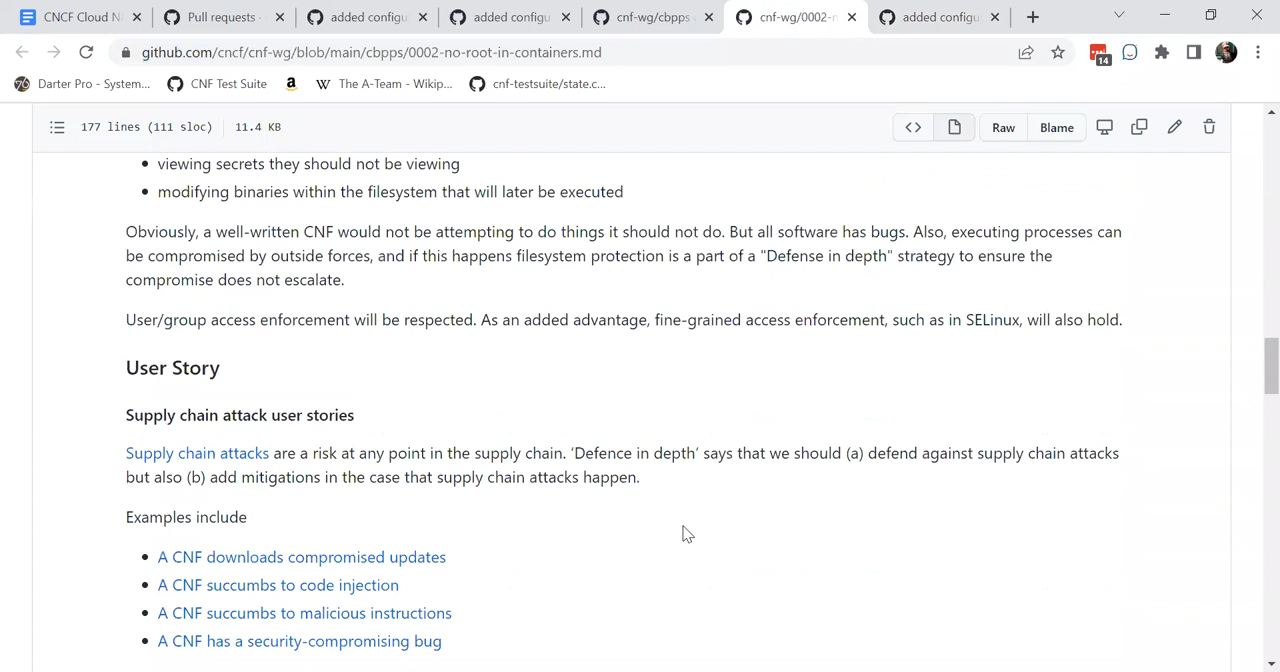 CNCF Cloud N
Pull requests
added configu
added configu
cnf-wg/cbpps
cnf-wg/0002-n
added configu
github.com/cncf/cnf-wg/blob/main/cbpps/0002-no-root-in-containers.md
14
76
Darter Pro - System...
CNF Test Suite
a
W
The A-Team - Wikip...
cnf-testsuite/state.c...
177 lines (111 sloc)
11.4 KB
Raw
Blame
viewing secrets they should not be viewing
modifying binaries within the filesystem that will later be executed
Obviously, a well-written CNF would not be attempting to do things it should not do. But all software has bugs. Also, executing processes can
be compromised by outside forces, and if this happens filesystem protection is a part of a "Defense in depth" strategy to ensure the
compromise does not escalate.
User/group access enforcement will be respected. As an added advantage, fine-grained access enforcement, such as in SELinux, will also hold.
User Story
Supply chain attack user stories
Supply chain attacks are a risk at any point in the supply chain. ‘Defence in depth’ says that we should (a) defend against supply chain attacks
but also (b) add mitigations in the case that supply chain attacks happen.
Examples include
A CNF downloads compromised updates
A CNF succumbs to code injection
A CNF succumbs to malicious instructions
A CNF has a security-compromising bug